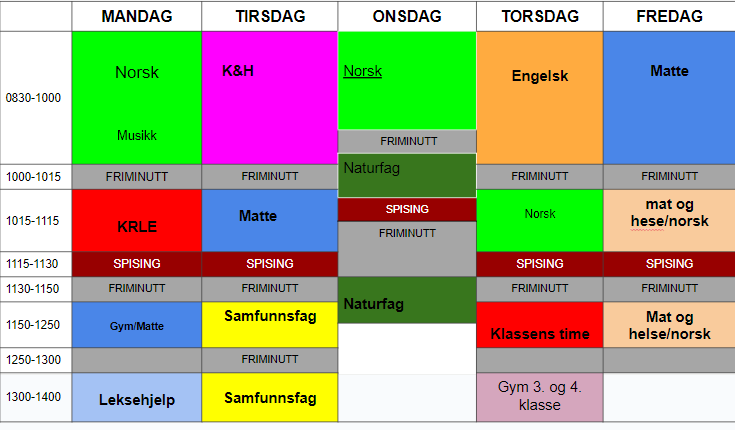 MANDAG TIRSDAG ONSDAG TORSDAG FREDAG
0830-1000 Norsk K&H Norsk Engelsk Matte
Musikk
FRIMINUTT
1000-1015 FRIMINUTT FRIMINUTT Naturfag FRIMINUTT FRIMINUTT
1015-1115 KRLE Matte SPISING Norsk mat og
hese/norsk
FRIMINUTT
1115-1130 SPISING SPISING SPISING SPISING
1130-1150 FRIMINUTT FRIMINUTT Naturfag FRIMINUTT FRIMINUTT
1150-1250 Gym/Matte Samfunnsfag Klassens time Mat og
helse/norsk
1250-1300 FRIMINUTT
1300-1400 Leksehjelp Samfunnsfag Gym 3. og 4.
klasse